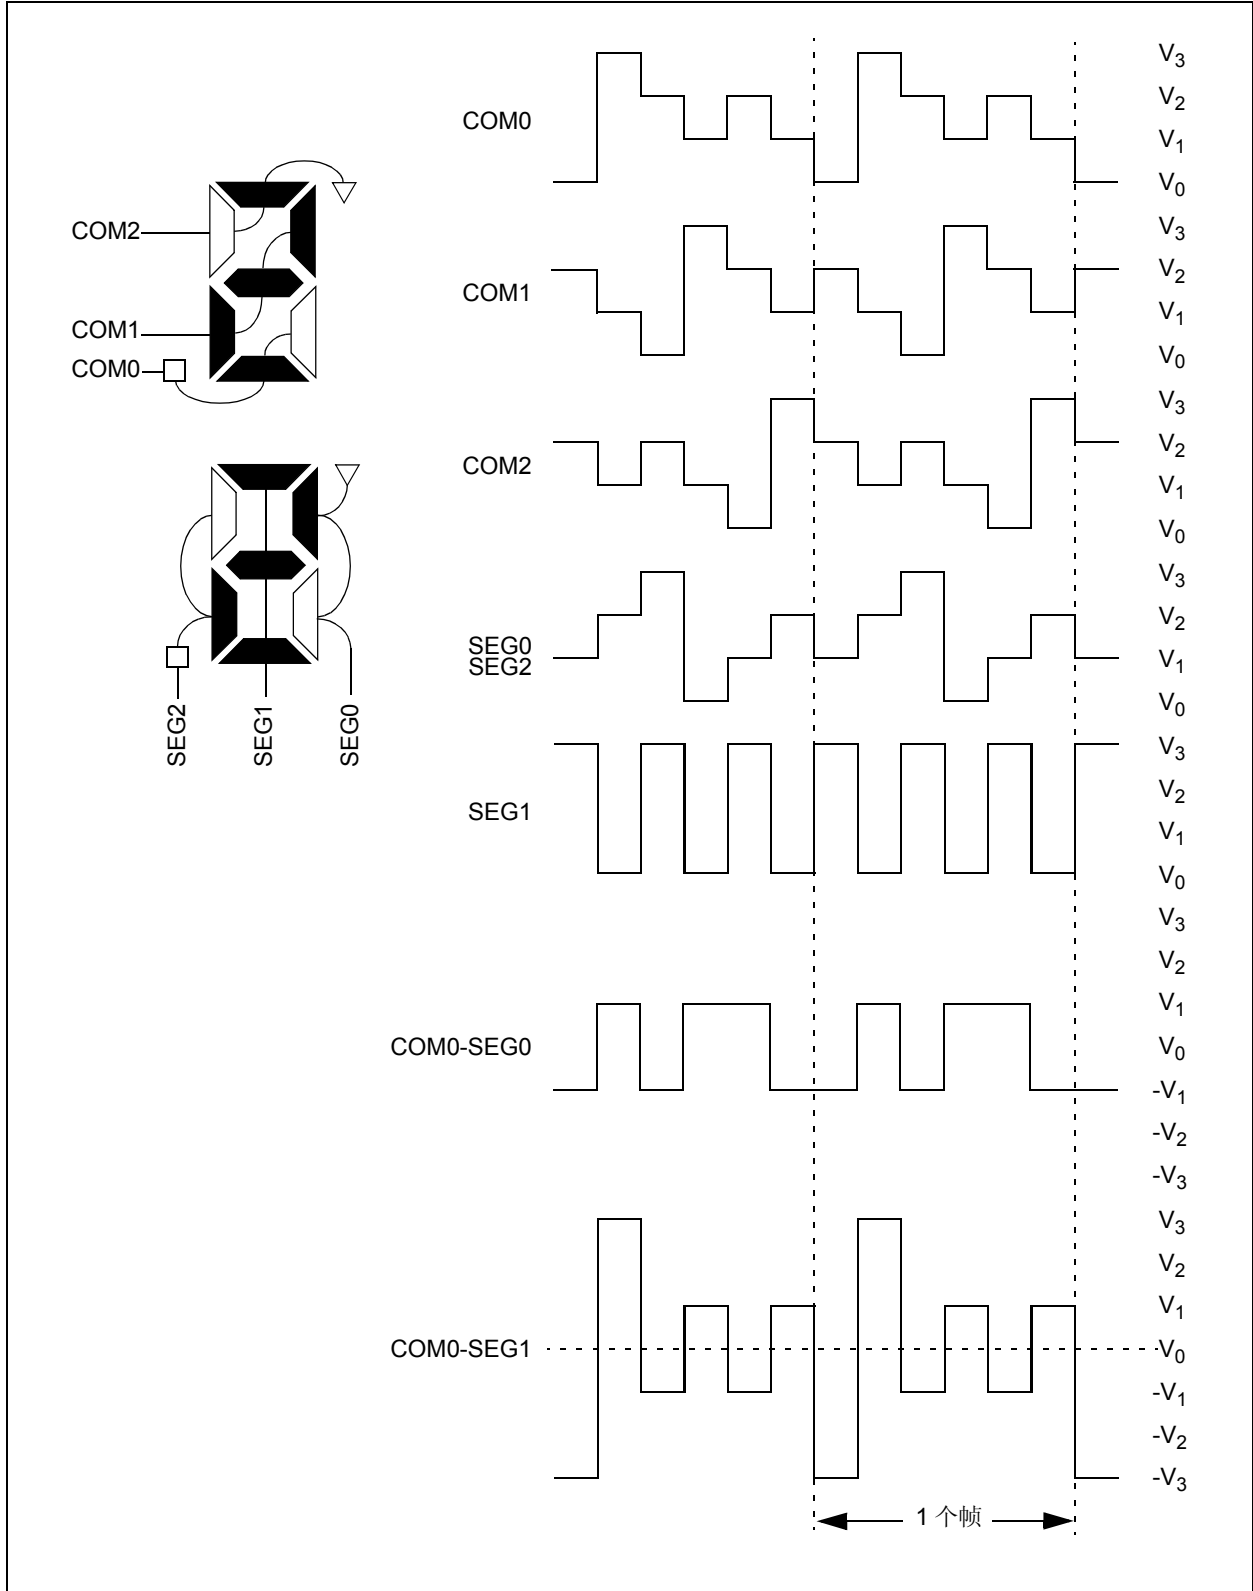 COM2
COM1
COM0
SEG2
SEG1
SEG0
COM0
V3
V2
V1
V0
COM1
V3
V2
V1
V0
COM2
V3
V2
V1
V0
SEG0
SEG2
V3
V2
V1
V0
SEG1
V3
V2
V1
V0
COM0-SEG0
V3
V2
V1
V0
-V1
-V2
-V3
COM0-SEG1
V3
V2
V1
V0
-V1
-V2
-V3
1 个帧